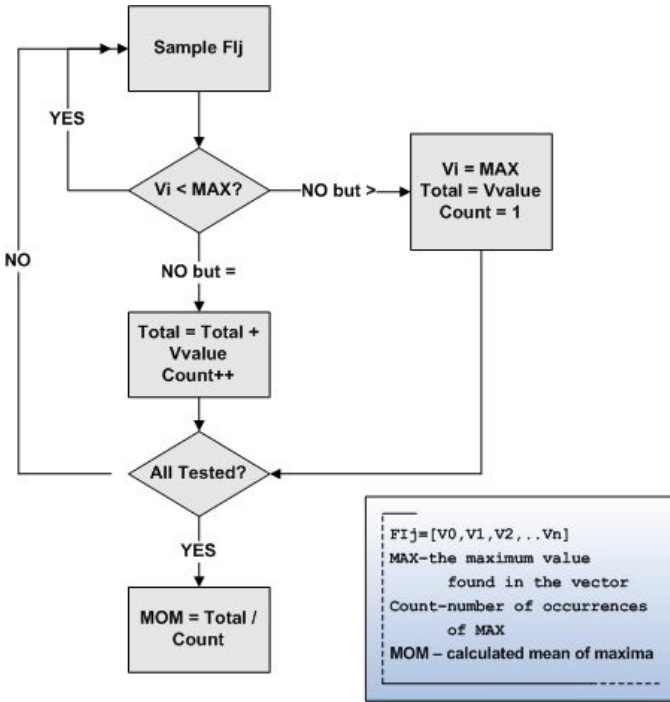 Sample FIj
YES
Vi < MAX?
NO but >
Vi = MAX
Total = Vvalue
Count = 1
NO
NO but =
Total = Total +
Vvalue
Count++
All Tested?
YES
MOM = Total /
Count
FIj=[V0,V1,V2,..Vn]
MAX–the maximum value
found in the vector
Count–number of occurrences
of MAX
MOM – calculated mean of maxima